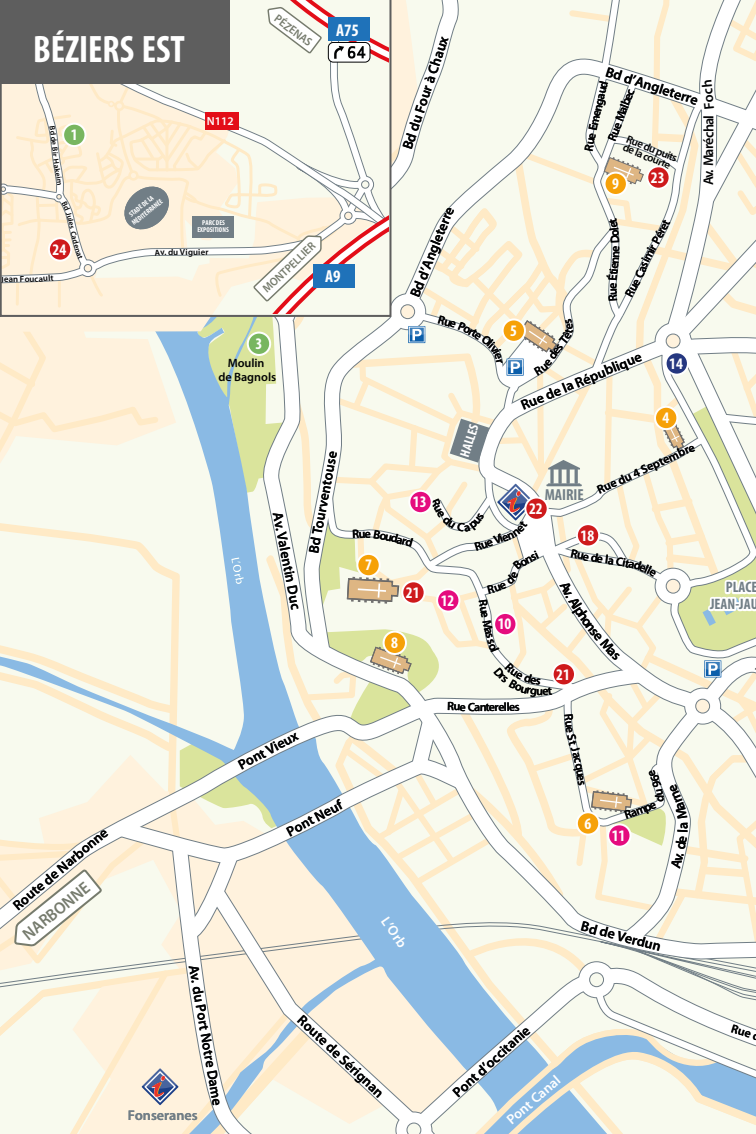 BÉZIERS EST
PÉZENAS
A75
64
N112
Bd de Bir Hakeim
1
STADE DE LA
MEDITERRANÉE
PARC DES
EXPOSITIONS
Bd Jules Cadenat
24
Av. du Viguier
Jean Foucault
MONTPELLIER
A9
Bd du Four à Chaux
Bd d'Angleterre
Av. Maréchal Foch
Rue Ermengaud
Rue Malbec
Rue du puits
de la courte
9
23
Bd d'Angleterre
Rue Étienne Dolet
Rue Casimir Péret
3
Moulin
de Bagnols
P
Rue Porte Olivier
5
P
Rue des Têtes
Rue de la République
14
4
HALLES
MAIRIE
Rue du 4 Septembre
13
Rue du Capus
i
22
Bd Tourventouse
Av. Valentin Duc
L'Orb
Rue Boudard
Rue Viennet
18
Rue de la Citadelle
7
21
12
Rue de Bonsi
10
Rue Massol
Av. Alphonse Mas
PLACE
JEAN-JAU
8
Rue des
Drs Bourguet
21
P
Rue Canterelles
Rue St Jacques
Pont Vieux
Pont Neuf
6
11
Rampe du 96e
Av. de la Marne
Route de Narbonne
NARBONNE
L'Orb
Bd de Verdun
Av. du Port Notre Dame
Route de Sérignan
Pont d'occitanie
Pont Canal
Rue d
i
Fonseranes